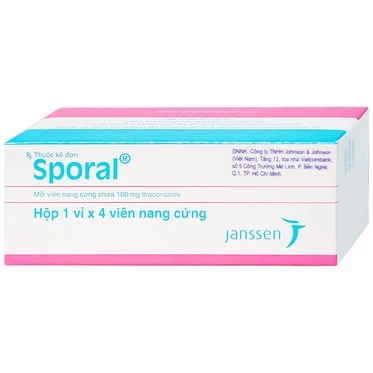 ℞ Thuốc kê đơn
Sporal®
Mỗi viên nang cứng chứa 100 mg Itraconazole
Hộp 1 vỉ x 4 viên nang cứng
DNNK: Công ty TNHH Johnson & Johnson
(Việt Nam), Tầng 12, tòa nhà Vietcombank,
số 5 Công Trường Mê Linh, P. Bến Nghé,
Q.1, TP. Hồ Chí Minh.
janssen